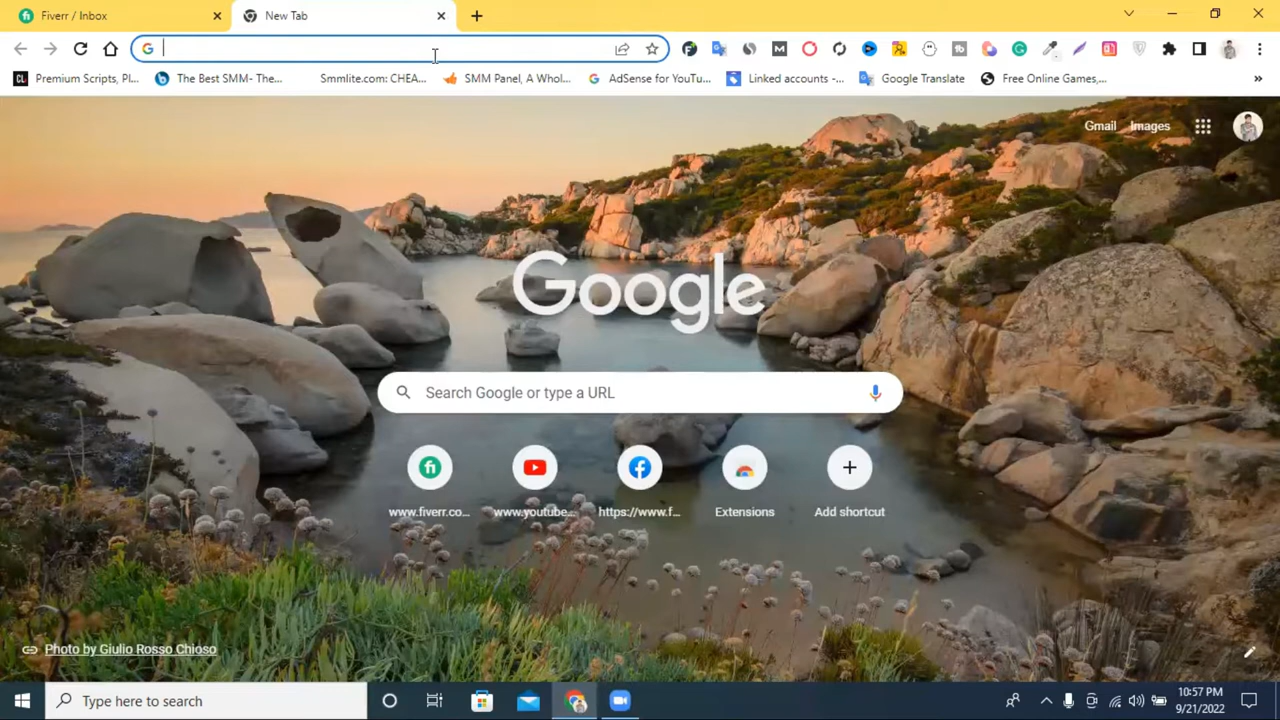 Fiverr / Inbox
New Tab
Premium Scripts, Pl...
The Best SMM- The...
Smmlite.com: CHEA...
SMM Panel, A Whol...
AdSense for YouTu...
Linked accounts -...
Google Translate
Free Online Games,...
»
Gmail Images
Google
Search Google or type a URL
www.fiverr.co...
www.youtube...
https://www.f...
Extensions
Add shortcut
Photo by Giulio Rosso Chioso
Type here to search
10:57 PM
9/21/2022